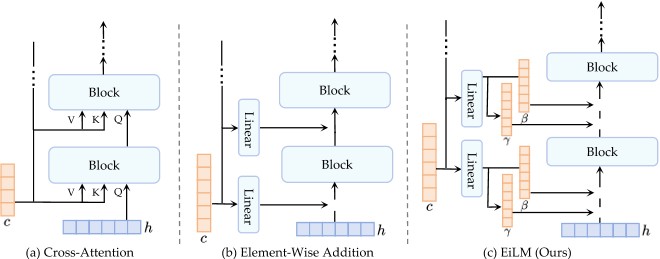 Block
V K Q
Block
V K Q
c
h
(a) Cross-Attention
Block
Linear
Block
Linear
c
h
(b) Element-Wise Addition
Block
Linear
β
γ
Block
Linear
β
γ
c
h
(c) EiLM (Ours)